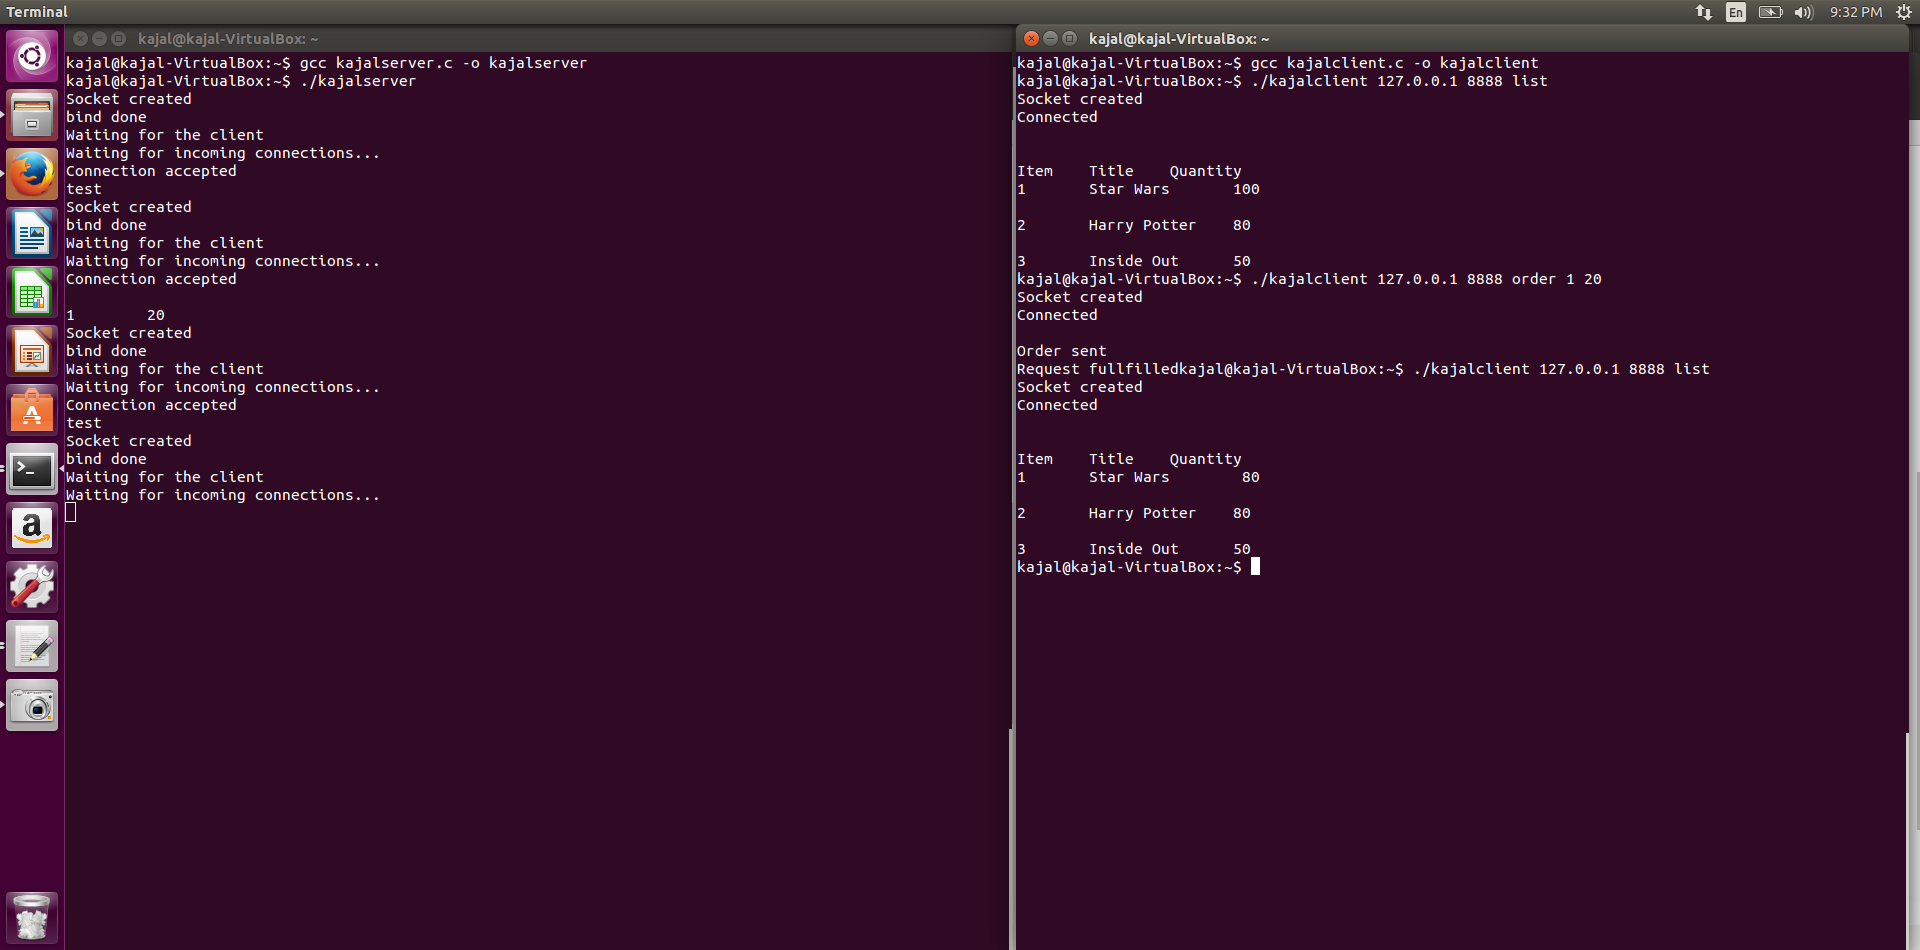 Terminal
En
9:32 PM
kajal@kajal-VirtualBox: ~
kajal@kajal-VirtualBox:~$ gcc kajalserver.c -o kajalserver
kajal@kajal-VirtualBox:~$ ./kajalserver
Socket created
bind done
Waiting for the client
Waiting for incoming connections...
Connection accepted
test
Socket created
bind done
Waiting for the client
Waiting for incoming connections...
Connection accepted
1        20
Socket created
bind done
Waiting for the client
Waiting for incoming connections...
Connection accepted
test
Socket created
bind done
Waiting for the client
Waiting for incoming connections...
kajal@kajal-VirtualBox: ~
kajal@kajal-VirtualBox:~$ gcc kajalclient.c -o kajalclient
kajal@kajal-VirtualBox:~$ ./kajalclient 127.0.0.1 8888 list
Socket created
Connected
Item    Title    Quantity
1       Star Wars       100
2       Harry Potter    80
3       Inside Out      50
kajal@kajal-VirtualBox:~$ ./kajalclient 127.0.0.1 8888 order 1 20
Socket created
Connected
Order sent
Request fullfilledkajal@kajal-VirtualBox:~$ ./kajalclient 127.0.0.1 8888 list
Socket created
Connected
Item    Title    Quantity
1       Star Wars        80
2       Harry Potter    80
3       Inside Out      50
kajal@kajal-VirtualBox:~$